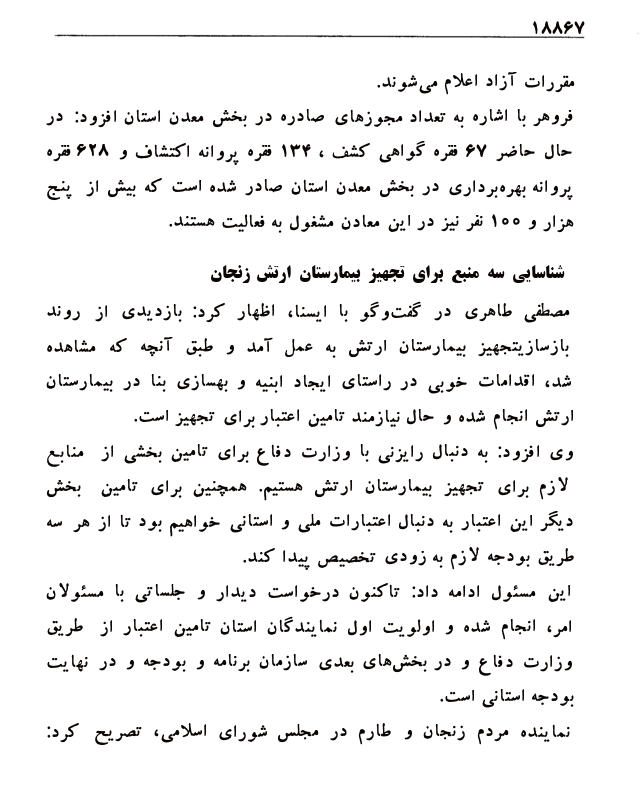 ۱۸۸۶۷
مقررات آزاد اعلام می‌شوند.
فروهر با اشاره به تعداد مجوزهای صادره در بخش معدن استان افزود: در
حال حاضر ۶۷ فقره گواهی کشف ، ۱۳۴ فقره پروانه اکتشاف و ۶۲۸ فقره
پروانه بهره‌برداری در بخش معدن استان صادر شده است که بیش از پنج
هزار و ۱۰۰ نفر نیز در این معادن مشغول به فعالیت هستند.
شناسایی سه منبع برای تجهیز بیمارستان ارتش زنجان
مصطفی طاهری در گفت‌وگو با ایسنا، اظهار کرد: بازدیدی از روند
بازسازیتجهیز بیمارستان ارتش به عمل آمد و طبق آنچه که مشاهده
شد، اقدامات خوبی در راستای ایجاد ابنیه و بهسازی بنا در بیمارستان
ارتش انجام شده و حال نیازمند تامین اعتبار برای تجهیز است.
وی افزود: به دنبال رایزنی با وزارت دفاع برای تامین بخشی از منابع
لازم برای تجهیز بیمارستان ارتش هستیم. همچنین برای تامین بخش
دیگر این اعتبار به دنبال اعتبارات ملی و استانی خواهیم بود تا از هر سه
طریق بودجه لازم به زودی تخصیص پیدا کند.
این مسئول ادامه داد: تاکنون درخواست دیدار و جلساتی با مسئولان
امر، انجام شده و اولویت اول نمایندگان استان تامین اعتبار از طریق
وزارت دفاع و در بخش‌های بعدی سازمان برنامه و بودجه و در نهایت
بودجه استانی است.
نماینده مردم زنجان و طارم در مجلس شورای اسلامی، تصریح کرد: